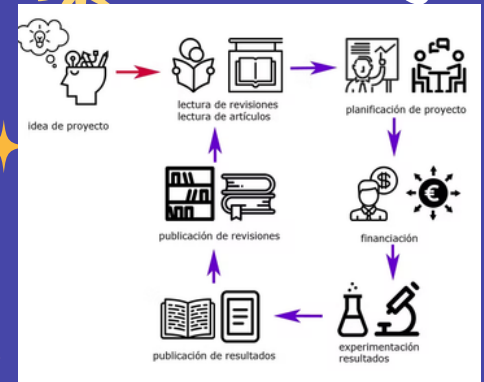 idea de proyecto
lectura de revisiones
lectura de artículos
planificación de proyecto
financiación
experimentación
resultados
publicación de resultados
publicación de revisiones